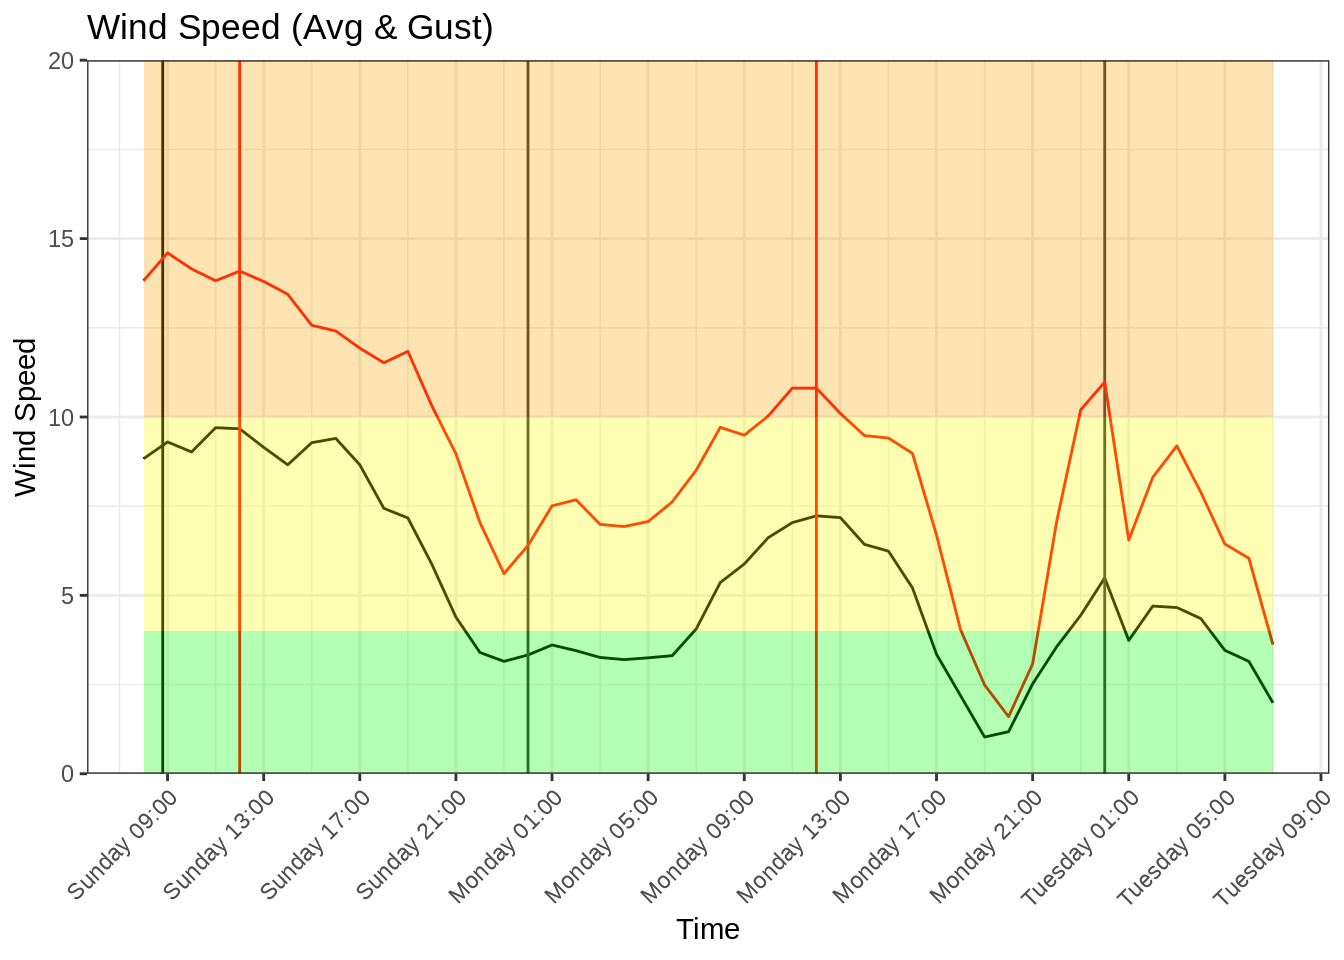 Wind Speed (Avg & Gust)
Wind Speed
20
15
10
5
0
Sunday 09:00
Sunday 13:00
Sunday 17:00
Sunday 21:00
Monday 01:00
Monday 05:00
Monday 09:00
Monday 13:00
Monday 17:00
Monday 21:00
Tuesday 01:00
Tuesday 05:00
Tuesday 09:00
Time